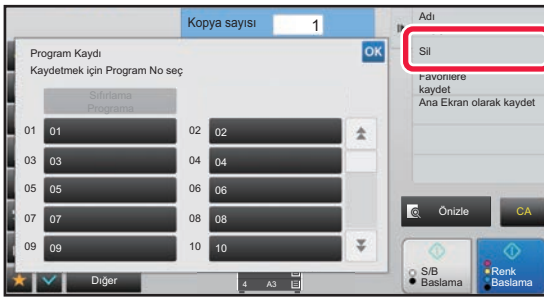 Kopya sayısı 1
Adı
Sil
Favorilere
kaydet
Ana Ekran olarak kaydet
Program Kaydı
OK
Kaydetmek için Program No seç
Sıfırlama
Programa
01 01 02 02
03 03 04 04
05 05 06 06
07 07 08 08
09 09 10 10
Önizle
CA
S/B
Başlama
Renk
Başlama
Diğer
4 A3